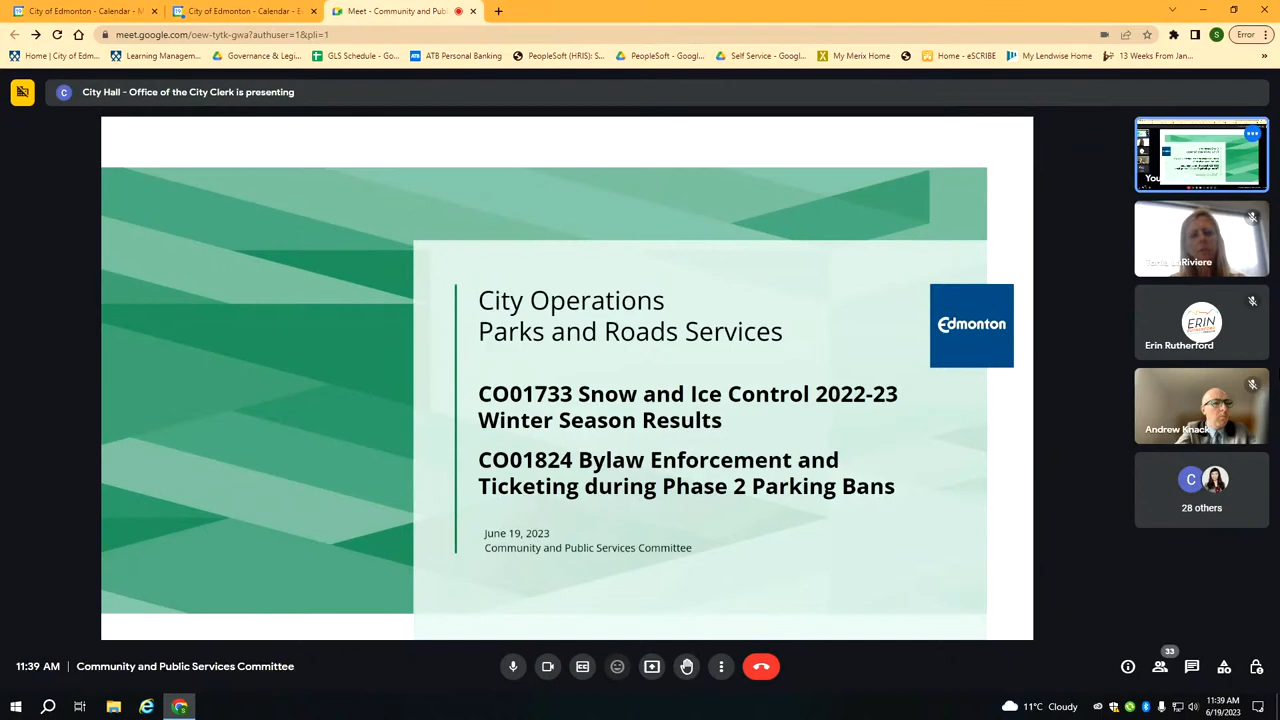 City of Edmonton - Calendar - M
City of Edmonton - Calendar - E
Meet - Community and Publ
meet.google.com/oew-tytk-gwa?authuser=1&pli=1
S
Error
Home | City of Edm...
Learning Managem...
Governance & Legi...
GLS Schedule - Go...
ATB Personal Banking
PeopleSoft (HRIS): S...
PeopleSoft - Googl...
Self Service - Googl...
My Merix Home
Home - eSCRIBE
My Lendwise Home
13 Weeks From Jan...
C
City Hall - Office of the City Clerk is presenting
City Operations
Parks and Roads Services
Edmonton
CO01733 Snow and Ice Control 2022-23
Winter Season Results
CO01824 Bylaw Enforcement and
Ticketing during Phase 2 Parking Bans
June 19, 2023
Community and Public Services Committee
You
LaRiviere
ERIN
Erin Rutherford
Andrew Knack
C
28 others
11:39 AM | Community and Public Services Committee
33
11°C Cloudy
11:39 AM
6/19/2023